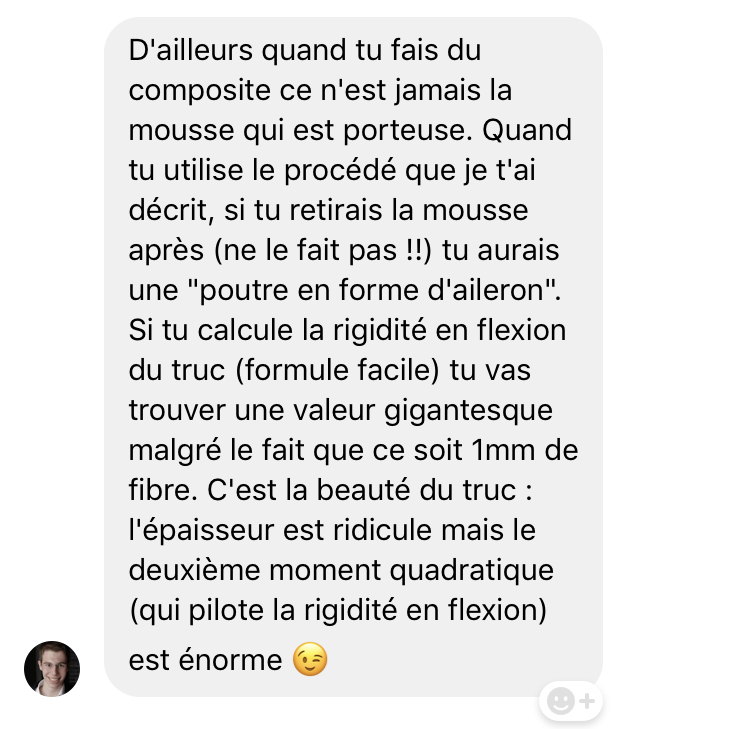 D'ailleurs quand tu fais du
composite ce n'est jamais la
mousse qui est porteuse. Quand
tu utilise le procédé que je t'ai
décrit, si tu retirais la mousse
après (ne le fait pas !!) tu aurais
une "poutre en forme d'aileron".
Si tu calcule la rigidité en flexion
du truc (formule facile) tu vas
trouver une valeur gigantesque
malgré le fait que ce soit 1mm de
fibre. C'est la beauté du truc :
l'épaisseur est ridicule mais le
deuxième moment quadratique
(qui pilote la rigidité en flexion)
est énorme 😉